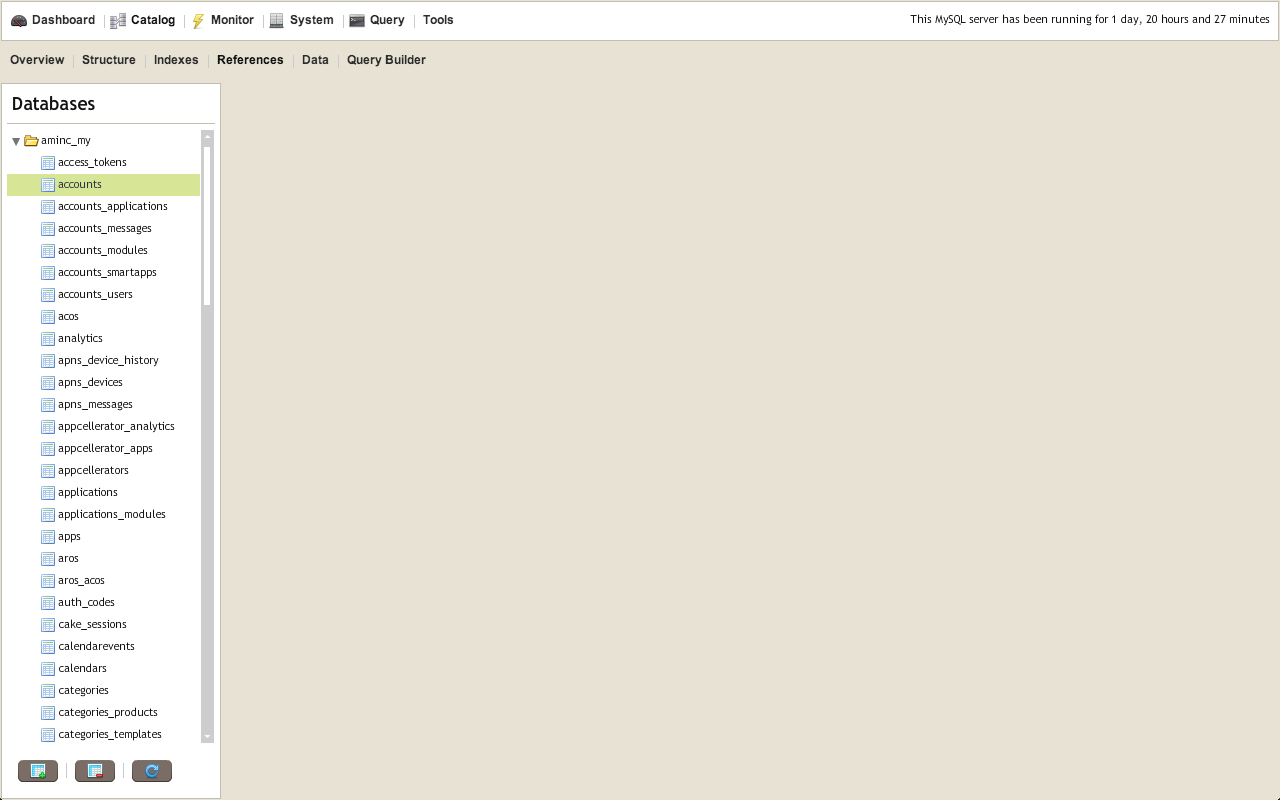 Dashboard Catalog Monitor System Query Tools This MySQL server has been running for 1 day, 20 hours and 27 minutes
Overview Structure Indexes References Data Query Builder
Databases
aminc_my
access_tokens
accounts
accounts_applications
accounts_messages
accounts_modules
accounts_smartapps
accounts_users
acos
analytics
apns_device_history
apns_devices
apns_messages
appcellerator_analytics
appcellerator_apps
appcellerators
applications
applications_modules
apps
aros
aros_acos
auth_codes
cake_sessions
calendarevents
calendars
categories
categories_products
categories_templates